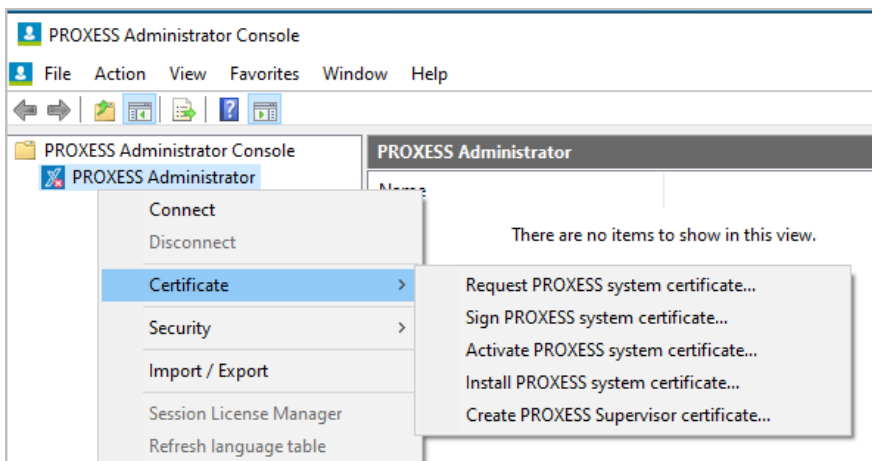 PROXESS Administrator Console
File Action View Favorites Window Help
PROXESS Administrator Console
PROXESS Administrator
PROXESS Administrator
Name
There are no items to show in this view.
Connect
Disconnect
Certificate
Security
Import / Export
Session License Manager
Refresh language table
Request PROXESS system certificate...
Sign PROXESS system certificate...
Activate PROXESS system certificate...
Install PROXESS system certificate...
Create PROXESS Supervisor certificate...